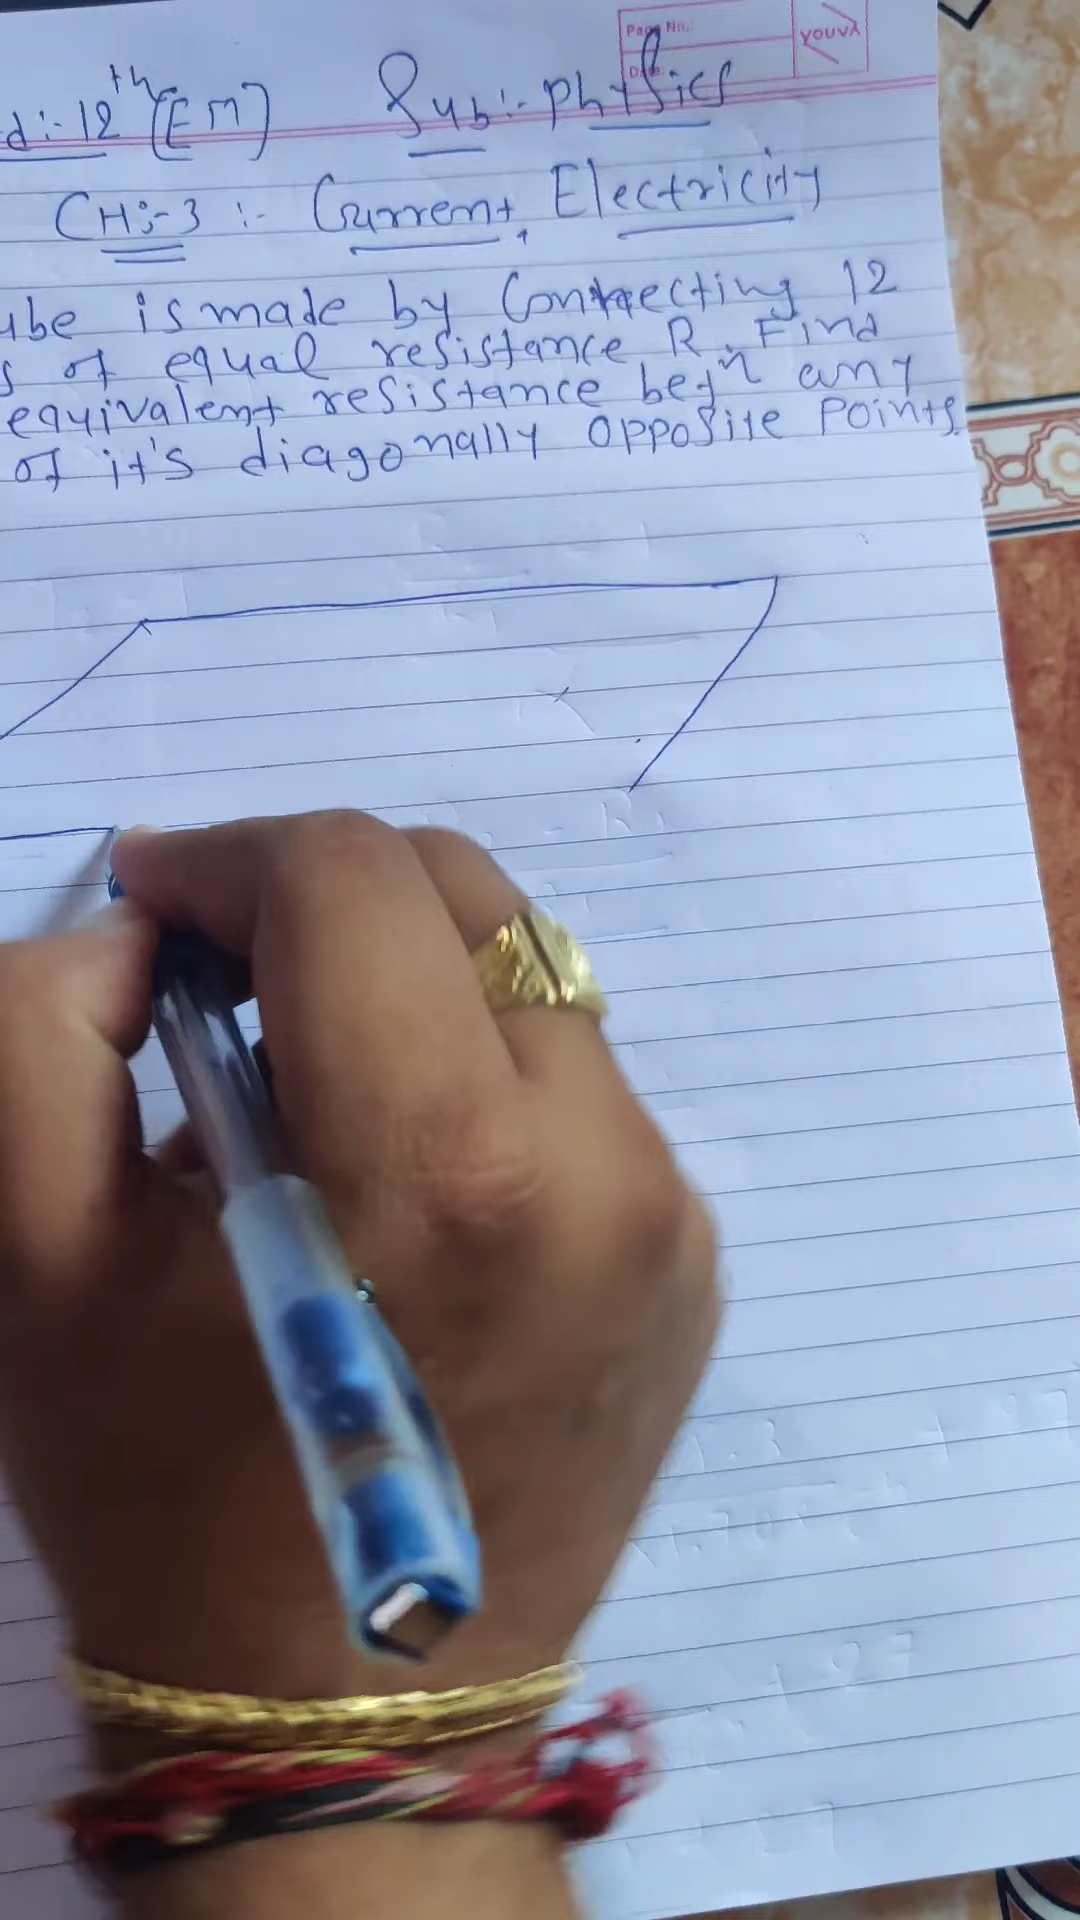 Page No.:
Date:
YOUVA
d:- 12th (EM) Sub:- Physics
CH:-3 :- Current Electricity
ube is made by Connecting 12
s of equal resistance R. Find
equivalent resistance betn any
of it's diagonally opposite points.